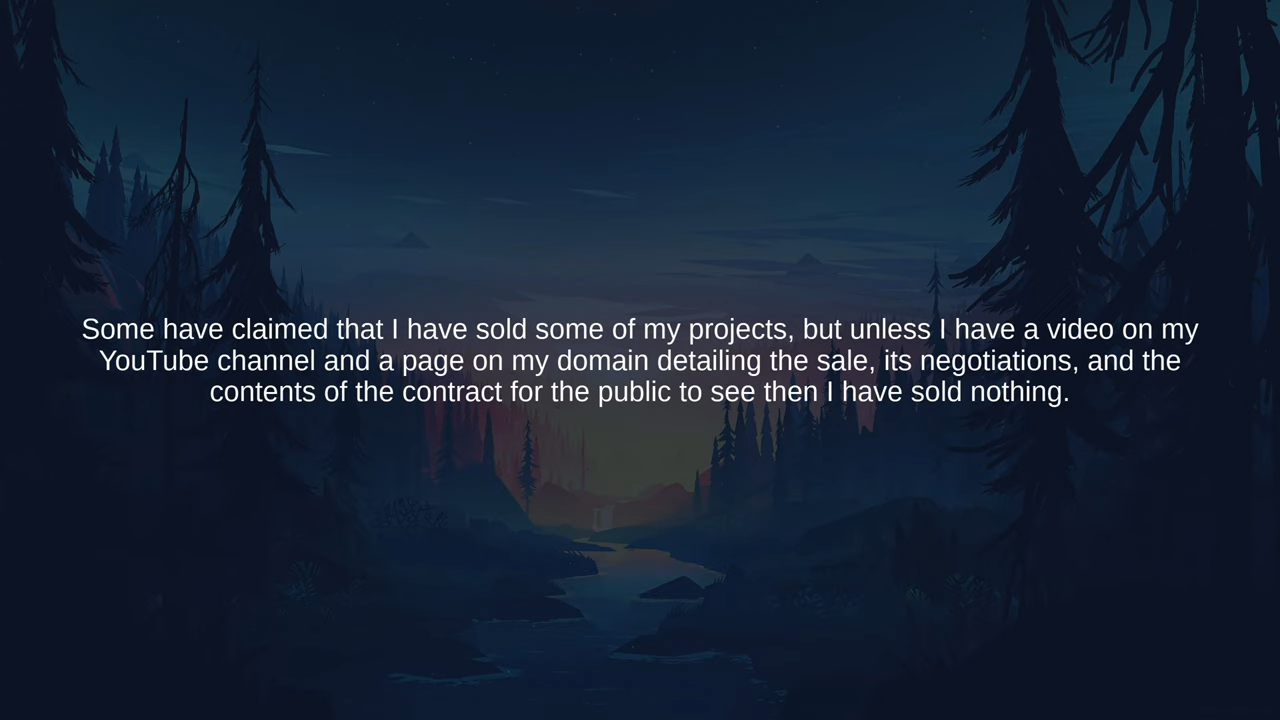 Some have claimed that I have sold some of my projects, but unless I have a video on my
YouTube channel and a page on my domain detailing the sale, its negotiations, and the
contents of the contract for the public to see then I have sold nothing.